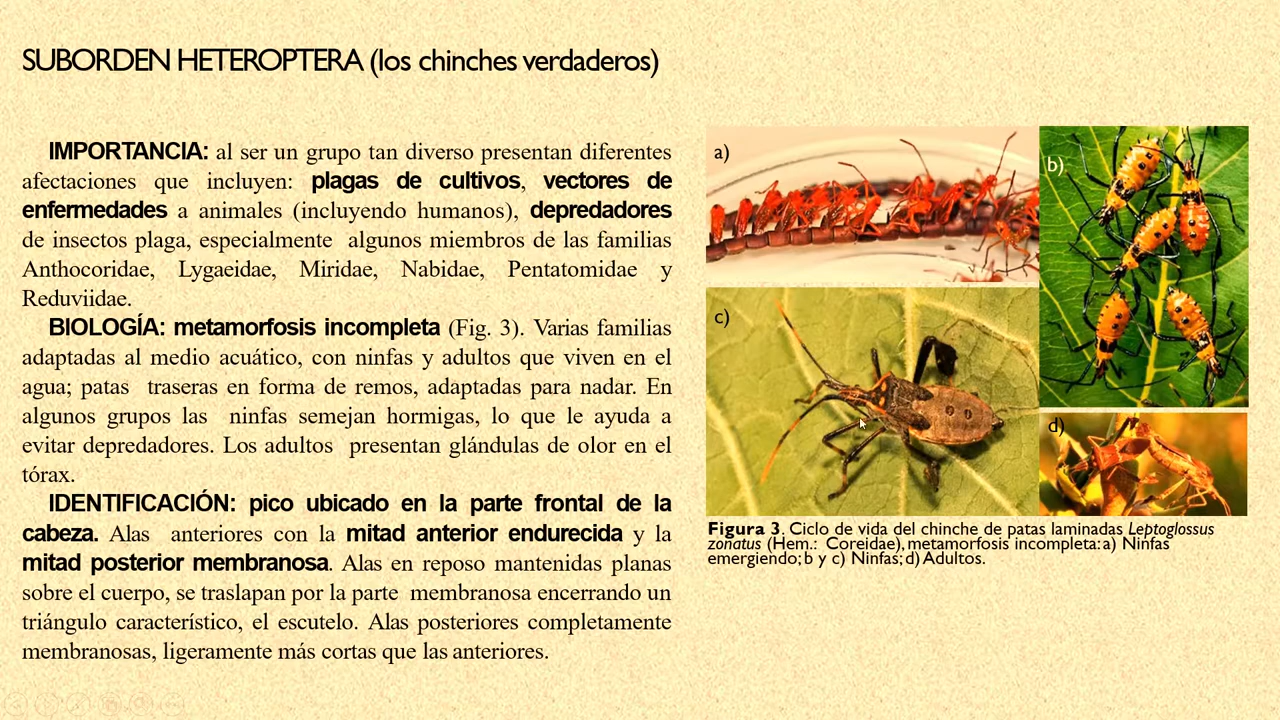 SUBORDEN HETEROPTERA (los chinches verdaderos)
IMPORTANCIA: al ser un grupo tan diverso presentan diferentes
afectaciones que incluyen: plagas de cultivos, vectores de
enfermedades a animales (incluyendo humanos), depredadores
de insectos plaga, especialmente algunos miembros de las familias
Anthocoridae, Lygaeidae, Miridae, Nabidae, Pentatomidae y
Reduviidae.
BIOLOGÍA: metamorfosis incompleta (Fig. 3). Varias familias
adaptadas al medio acuático, con ninfas y adultos que viven en el
agua; patas traseras en forma de remos, adaptadas para nadar. En
algunos grupos las ninfas semejan hormigas, lo que le ayuda a
evitar depredadores. Los adultos presentan glándulas de olor en el
tórax.
IDENTIFICACIÓN: pico ubicado en la parte frontal de la
cabeza. Alas anteriores con la mitad anterior endurecida y la
mitad posterior membranosa. Alas en reposo mantenidas planas
sobre el cuerpo, se traslapan por la parte membranosa encerrando un
triángulo característico, el escutelo. Alas posteriores completamente
membranosas, ligeramente más cortas que las anteriores.
a)
b)
c)
d)
Figura 3. Ciclo de vida del chinche de patas laminadas Leptoglossus
zonatus (Hem.: Coreidae), metamorfosis incompleta: a) Ninfas
emergiendo; b y c) Ninfas; d) Adultos.